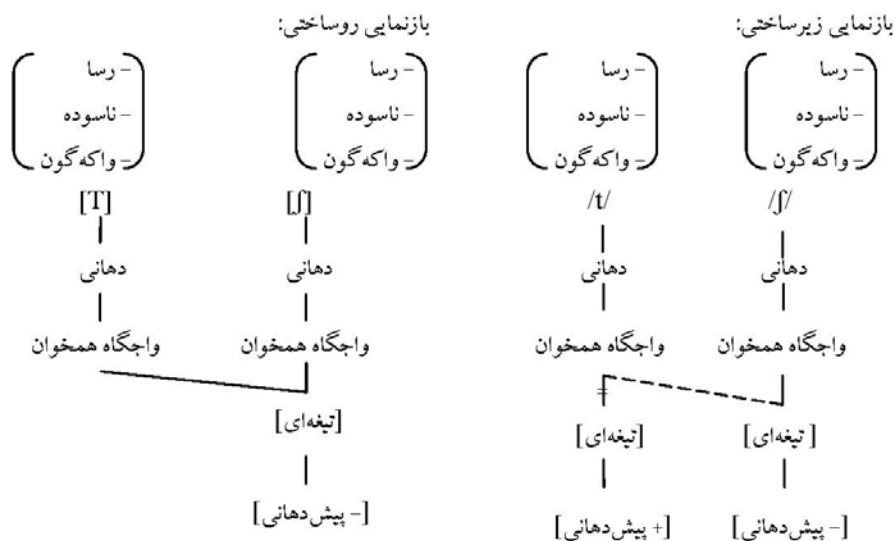 بازنمایی زیرساختی: بازنمایی روساختی:
– رسا – رسا – رسا – رسا
– ناسوده – ناسوده – ناسوده – ناسوده
– واکه‌گون – واکه‌گون – واکه‌گون – واکه‌گون
/ʃ/ /t/ [ʃ] [T]
دهانی دهانی دهانی دهانی
واجگاه همخوان واجگاه همخوان واجگاه همخوان واجگاه همخوان
[تیغه‌ای ] [تیغه‌ای] [تیغه‌ای]
[– پیش‌دهانی] [+ پیش‌دهانی] [– پیش‌دهانی]